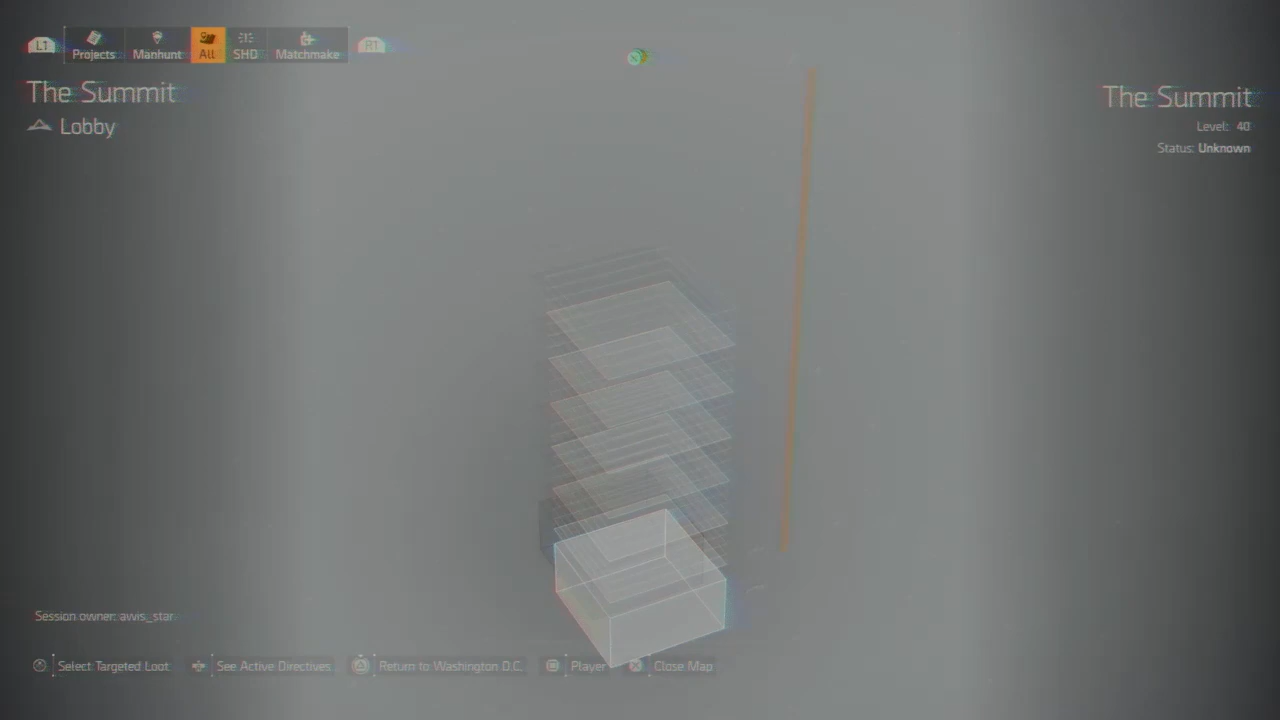 L1 Projects Manhunt All SHD Matchmake R1
The Summit
Lobby
The Summit
Level: 40
Status: Unknown
Session owner: awis_star
Select Targeted Loot See Active Directives Return to Washington D.C. Player Close Map